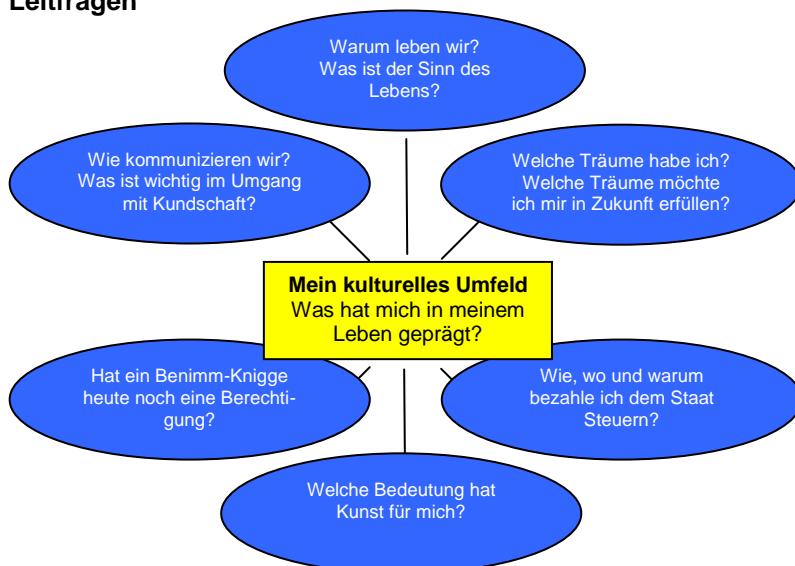 Leitfragen
Warum leben wir?
Was ist der Sinn des
Lebens?
Wie kommunizieren wir?
Was ist wichtig im Umgang
mit Kundschaft?
Welche Träume habe ich?
Welche Träume möchte
ich mir in Zukunft erfüllen?
Mein kulturelles Umfeld
Was hat mich in meinem
Leben geprägt?
Hat ein Benimm-Knigge
heute noch eine Berechti-
gung?
Wie, wo und warum
bezahle ich dem Staat
Steuern?
Welche Bedeutung hat
Kunst für mich?